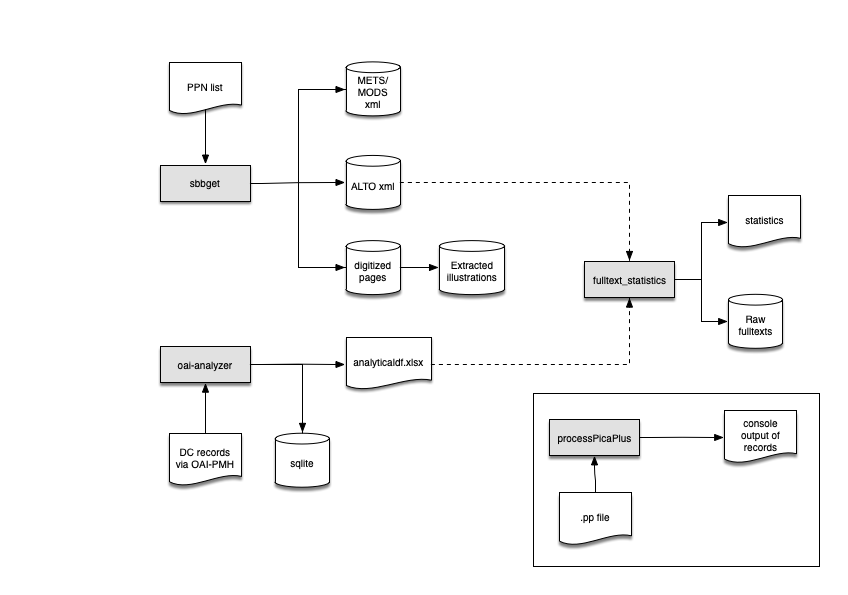 PPN list
METS/
MODS
xml
sbbget
ALTO xml
digitized
pages
Extracted
illustrations
fulltext_statistics
statistics
Raw
fulltexts
oai-analyzer
analyticaldf.xlsx
DC records
via OAI-PMH
sqlite
processPicaPlus
console
output of
records
.pp file